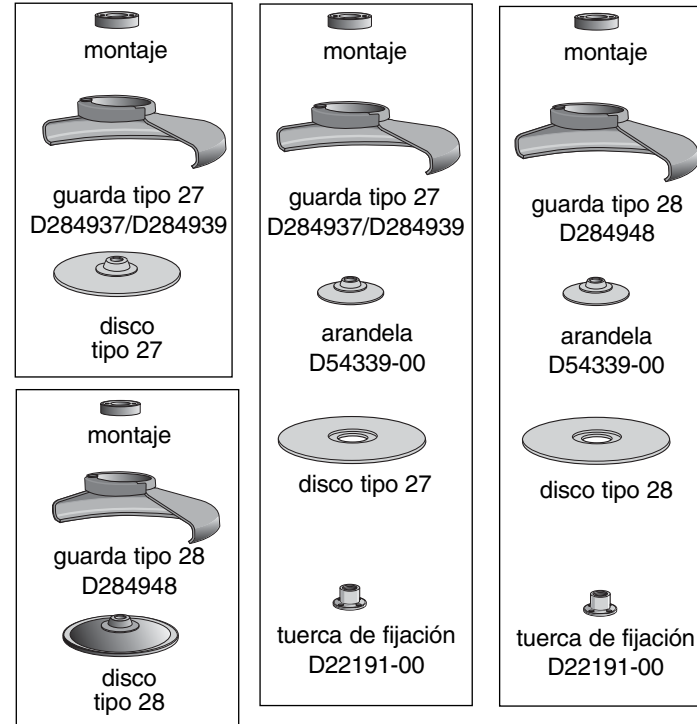 montaje
guarda tipo 27
D284937/D284939
disco
tipo 27
montaje
guarda tipo 28
D284948
disco
tipo 28
montaje
guarda tipo 27
D284937/D284939
arandela
D54339-00
disco tipo 27
tuerca de fijación
D22191-00
montaje
guarda tipo 28
D284948
arandela
D54339-00
disco tipo 28
tuerca de fijación
D22191-00